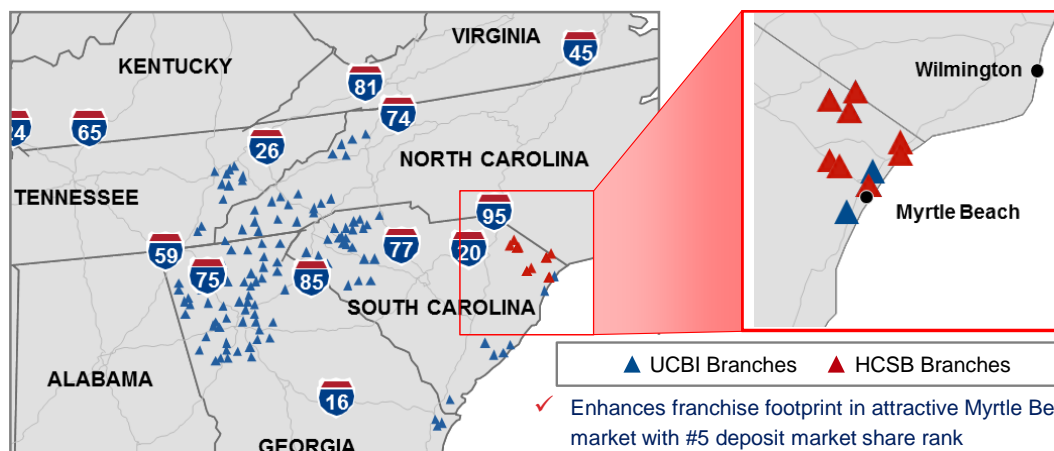 VIRGINIA
45
KENTUCKY
81
74
24
65
26
NORTH CAROLINA
TENNESSEE
95
59
77
20
75
85
SOUTH CAROLINA
ALABAMA
16
GEORGIA
Wilmington
Myrtle Beach
UCBI Branches HCSB Branches
✓ Enhances franchise footprint in attractive Myrtle Be
market with #5 deposit market share rank